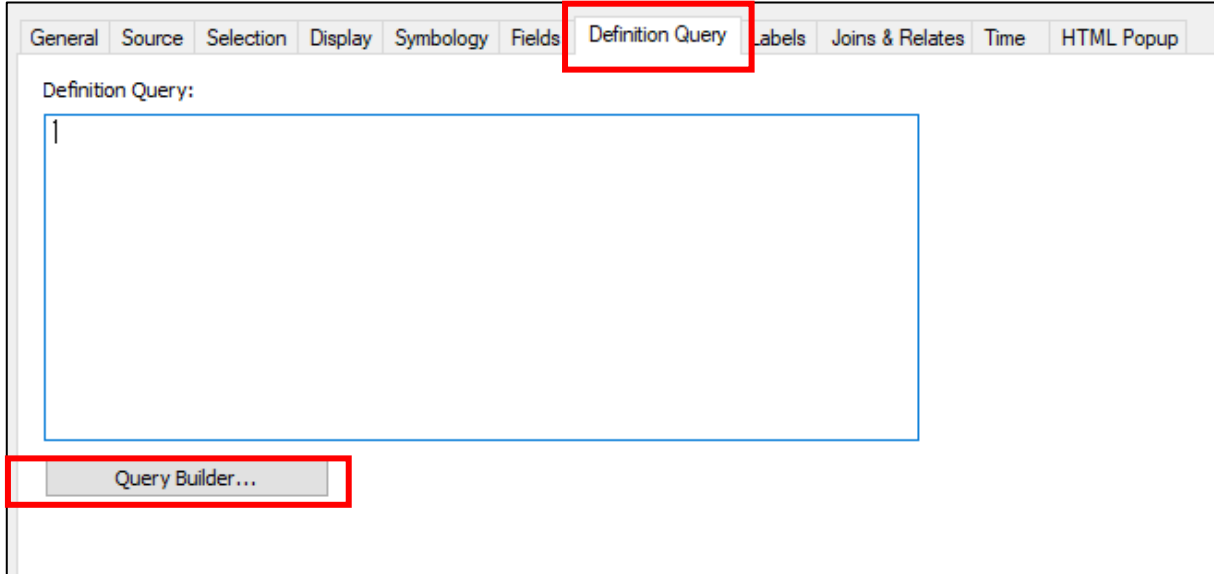 General Source Selection Display Symbology Fields Definition Query Labels Joins & Relates Time HTML Popup
Definition Query:
Query Builder...